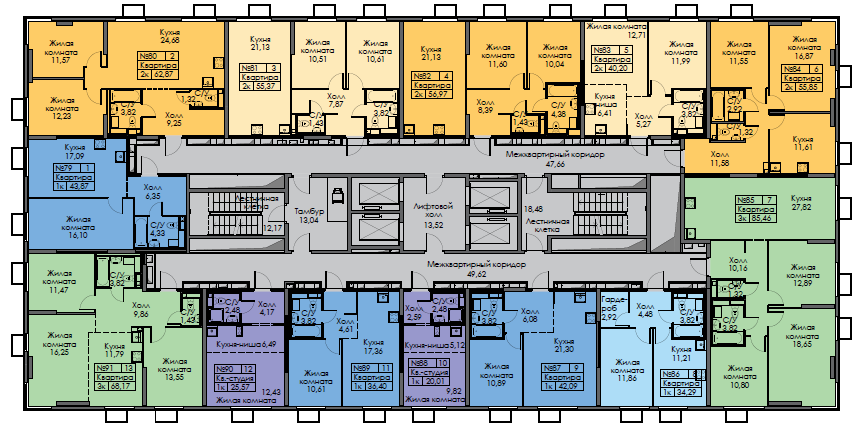 Жилая
комната
11,57
Кухня
24,68
№80 2
Квартира
2к 62,87
Жилая
комната
12,23
С/У
3,82
1,32
С/У
Холл
9,25
Кухня
21,13
№81 3
Квартира
2к 55,37
Жилая
комната
10,51
Жилая
комната
10,61
Холл
7,87
С/У
1,43
С/У
3,82
Кухня
21,13
№82 4
Квартира
2к 56,97
Жилая
комната
11,60
Жилая
комната
10,04
Холл
8,39
С/У
1,43
С/У
4,38
Жилая
комната
12,71
№83 5
Квартира
2к 40,20
Кухня-
ниша
6,41
Холл
5,27
Жилая
комната
11,99
С/У
3,82
Жилая
комната
11,55
Жилая
комната
16,87
№84 6
Квартира
2к 55,85
С/У
2,92
С/У
1,32
Холл
11,58
Кухня
11,61
Кухня
17,09
№79 1
Квартира
1к 43,87
Холл
6,35
Жилая
комната
16,10
С/У
4,33
Межквартирный коридор
47,66
Лестничная
клетка
12,17
Тамбур
13,04
Лифтовой
холл
13,52
18,48
Лестничная
клетка
№85 7
Квартира
3к 85,46
Кухня
27,82
Межквартирный коридор
49,62
Холл
10,16
С/У
1,32
Жилая
комната
12,89
С/У
3,82
Жилая
комната
18,65
Жилая
комната
10,80
Жилая
комната
11,47
С/У
3,82
Холл
9,86
С/У
1,43
Жилая
комната
16,25
Кухня
11,79
№91 13
Квартира
3к 68,17
Жилая
комната
13,55
С/У
2,48
Холл
4,17
Кухня-ниша 6,49
№90 12
Кв.-студия
1к 25,57
12,43
Жилая комната
С/У
3,82
Холл
4,61
Кухня
17,36
№89 11
Квартира
1к 36,40
Жилая
комната
10,61
Холл
2,59
С/У
2,48
Кухня-ниша 5,12
№88 10
Кв.-студия
1к 20,01
9,82
Жилая комната
С/У
3,82
Холл
6,08
Кухня
21,30
№87 9
Квартира
1к 42,09
Жилая
комната
10,89
Гарде-
роб
2,92
Холл
4,48
С/У
3,82
Кухня
11,21
№86 8
Квартира
1к 34,29
Жилая
комната
11,86